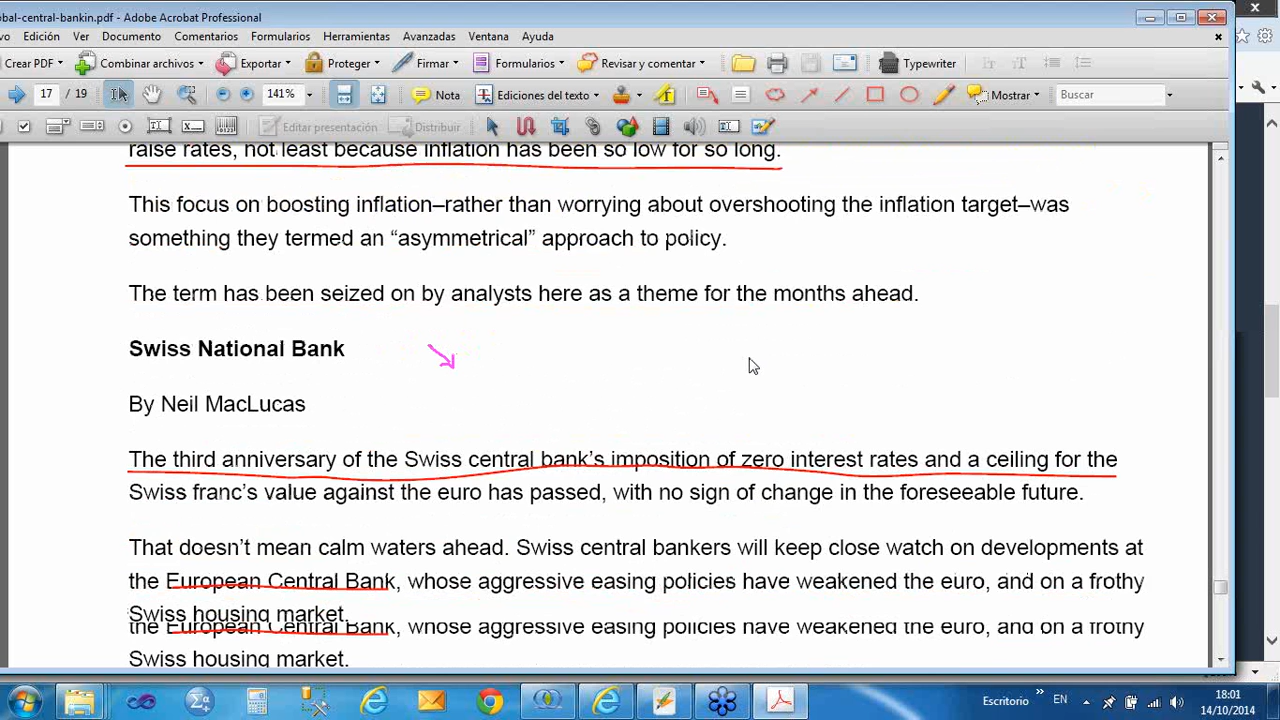 obal-central-bankin.pdf - Adobe Acrobat Professional
vo Edición Ver Documento Comentarios Formularios Herramientas Avanzadas Ventana Ayuda
Crear PDF Combinar archivos Exportar Proteger Firmar Formularios Revisar y comentar Typewriter
17 / 19 141% Nota Ediciones del texto Mostrar Buscar
Editar presentación Distribuir
raise rates, not least because inflation has been so low for so long.
This focus on boosting inflation–rather than worrying about overshooting the inflation target–was
something they termed an “asymmetrical” approach to policy.
The term has been seized on by analysts here as a theme for the months ahead.
Swiss National Bank
By Neil MacLucas
The third anniversary of the Swiss central bank’s imposition of zero interest rates and a ceiling for the
Swiss franc’s value against the euro has passed, with no sign of change in the foreseeable future.
That doesn’t mean calm waters ahead. Swiss central bankers will keep close watch on developments at
the European Central Bank, whose aggressive easing policies have weakened the euro, and on a frothy
Swiss housing market.
the European Central Bank, whose aggressive easing policies have weakened the euro, and on a frothy
Swiss housing market.
Escritorio » EN 18:01
14/10/2014